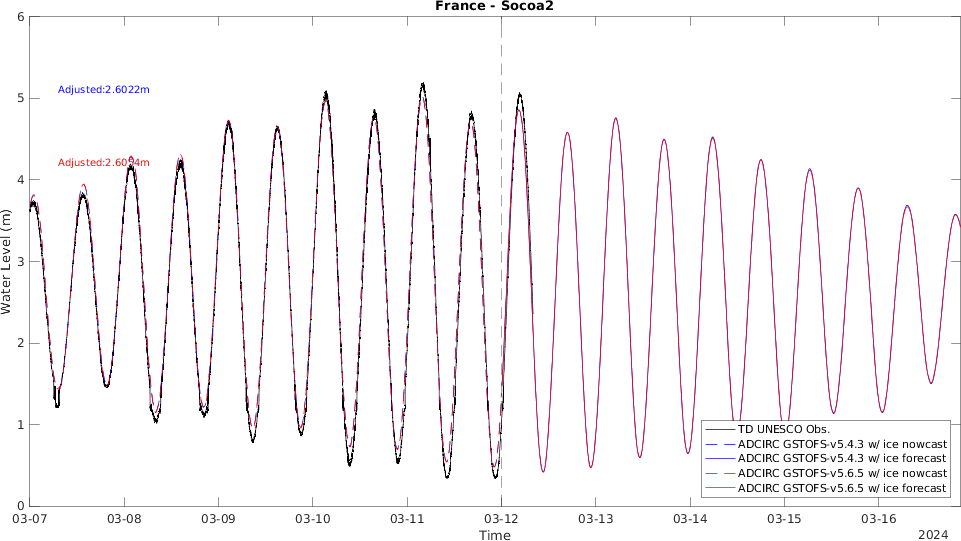 France - Socoa2
6
5
4
3
2
1
0
Water Level (m)
Adjusted:2.6022m
Adjusted:2.6054m
TD UNESCO Obs.
ADCIRC GSTOFS-v5.4.3 w/ ice nowcast
ADCIRC GSTOFS-v5.4.3 w/ ice forecast
ADCIRC GSTOFS-v5.6.5 w/ ice nowcast
ADCIRC GSTOFS-v5.6.5 w/ ice forecast
03-07 03-08 03-09 03-10 03-11 03-12 03-13 03-14 03-15 03-16
Time
2024